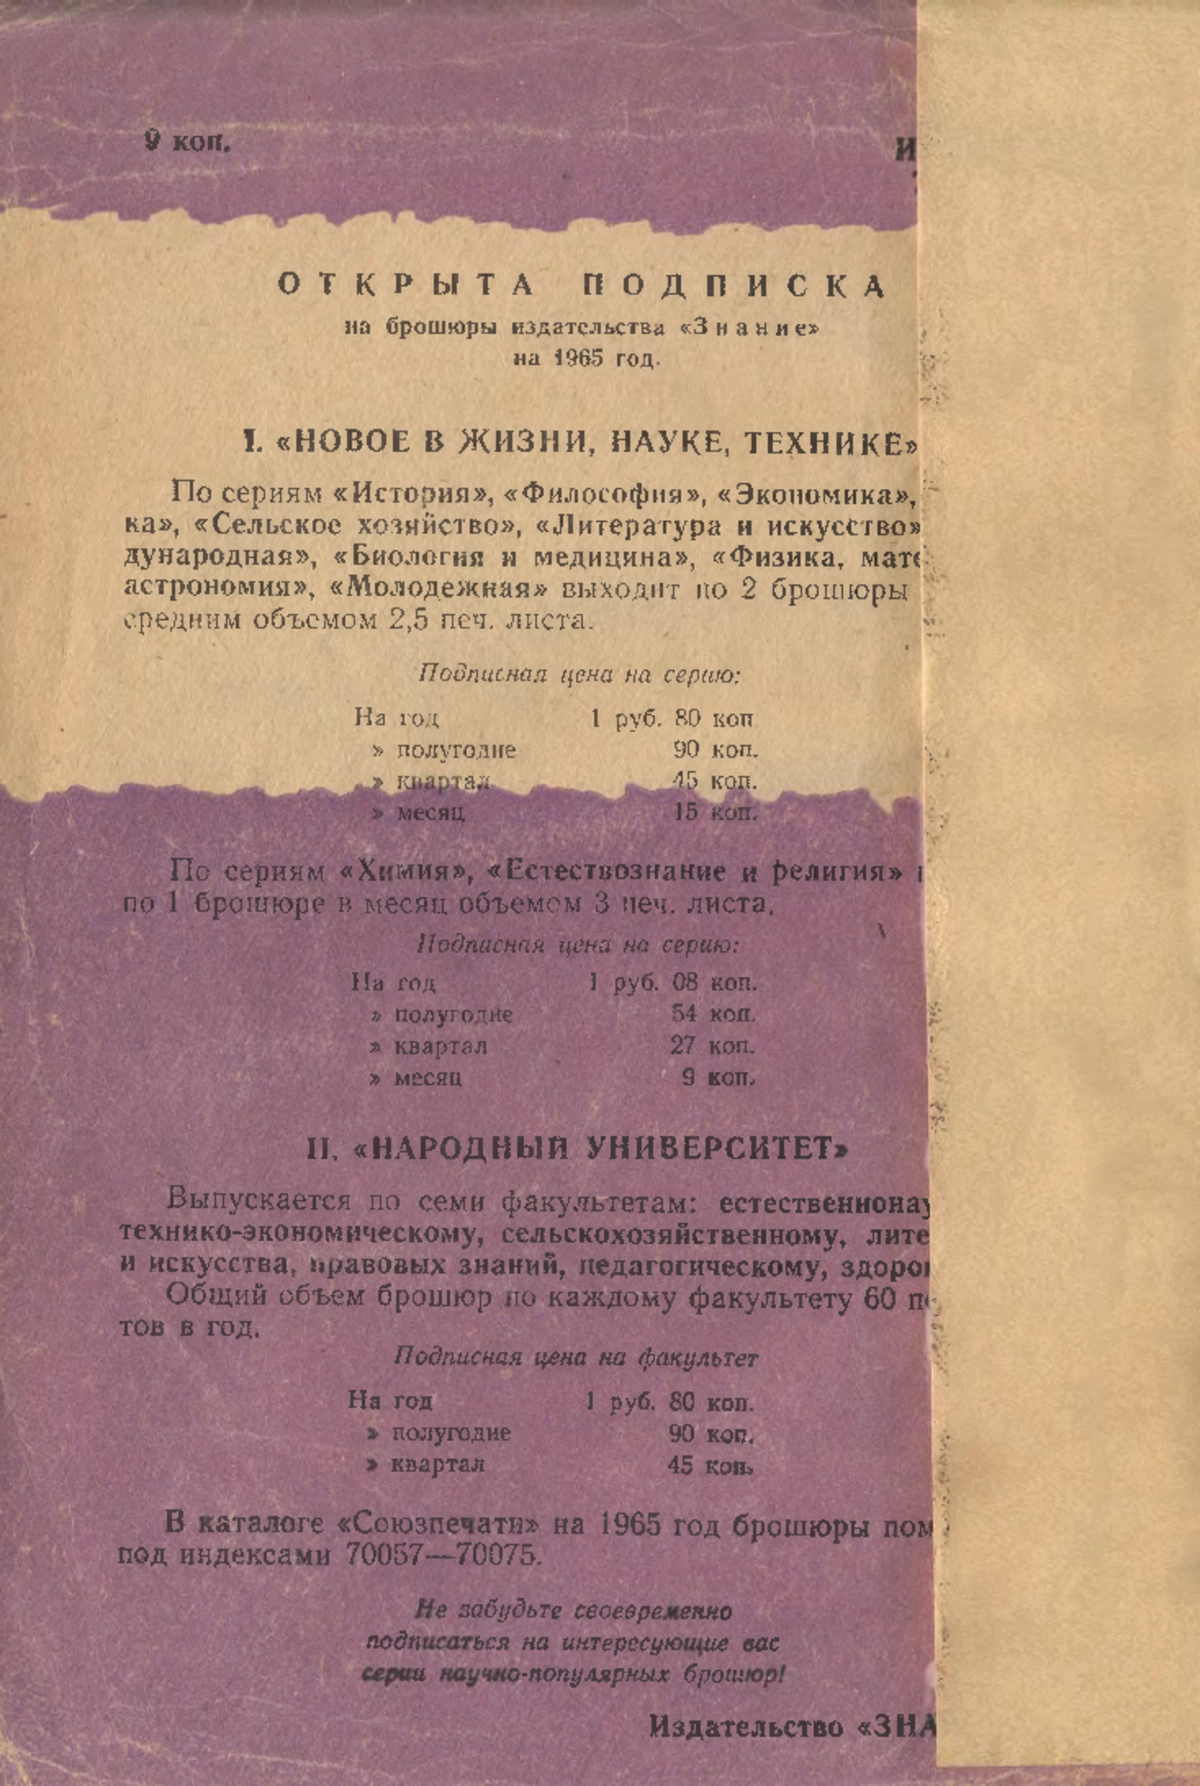 9 коп.
ОТКРЫТА ПОДПИСКА
на брошюры издательства «Знание»
на 1965 год.
I. «НОВОЕ В ЖИЗНИ, НАУКЕ, ТЕХНИКЕ»
По сериям «История», «Философия», «Экономика»,
ка», «Сельское хозяйство», «Литература и искусство»
дународная», «Биология и медицина», «Физика,
астрономия», «Молодежная» выходит по 2 брошюры
средним объемом 2,5 печ. листа.
Подписная цена на серию:
На год 1 руб. 80 коп
» полугодие 90 коп.
» квартал 45 коп.
» месяц 15 коп.
По сериям «Химия», «Естествознание и религия»
по 1 брошюре в месяц объемом 3 печ. листа.
Подписная цена на серию:
На год 1 руб. 08 коп.
» полугодие 54 коп.
» квартал 27 коп.
» месяц 9 коп.
II. «НАРОДНЫЙ УНИВЕРСИТЕТ»
Выпускается по семи факультетам:
технико-экономическому, сельскохозяйственному,
и искусства, правовых знаний, педагогическому,
Общий объем брошюр по каждому факультету 60
тов в год.
Подписная цена на факультет
На год 1 руб. 80 коп.
» полугодие 90 коп.
» квартал 45 коп.
В каталоге «Союзпечати» на 1965 год брошюры
под индексами 70057—70075.
Не забудьте своевременно
подписаться на интересующие вас
серии научно-популярных брошюр!
Издательство